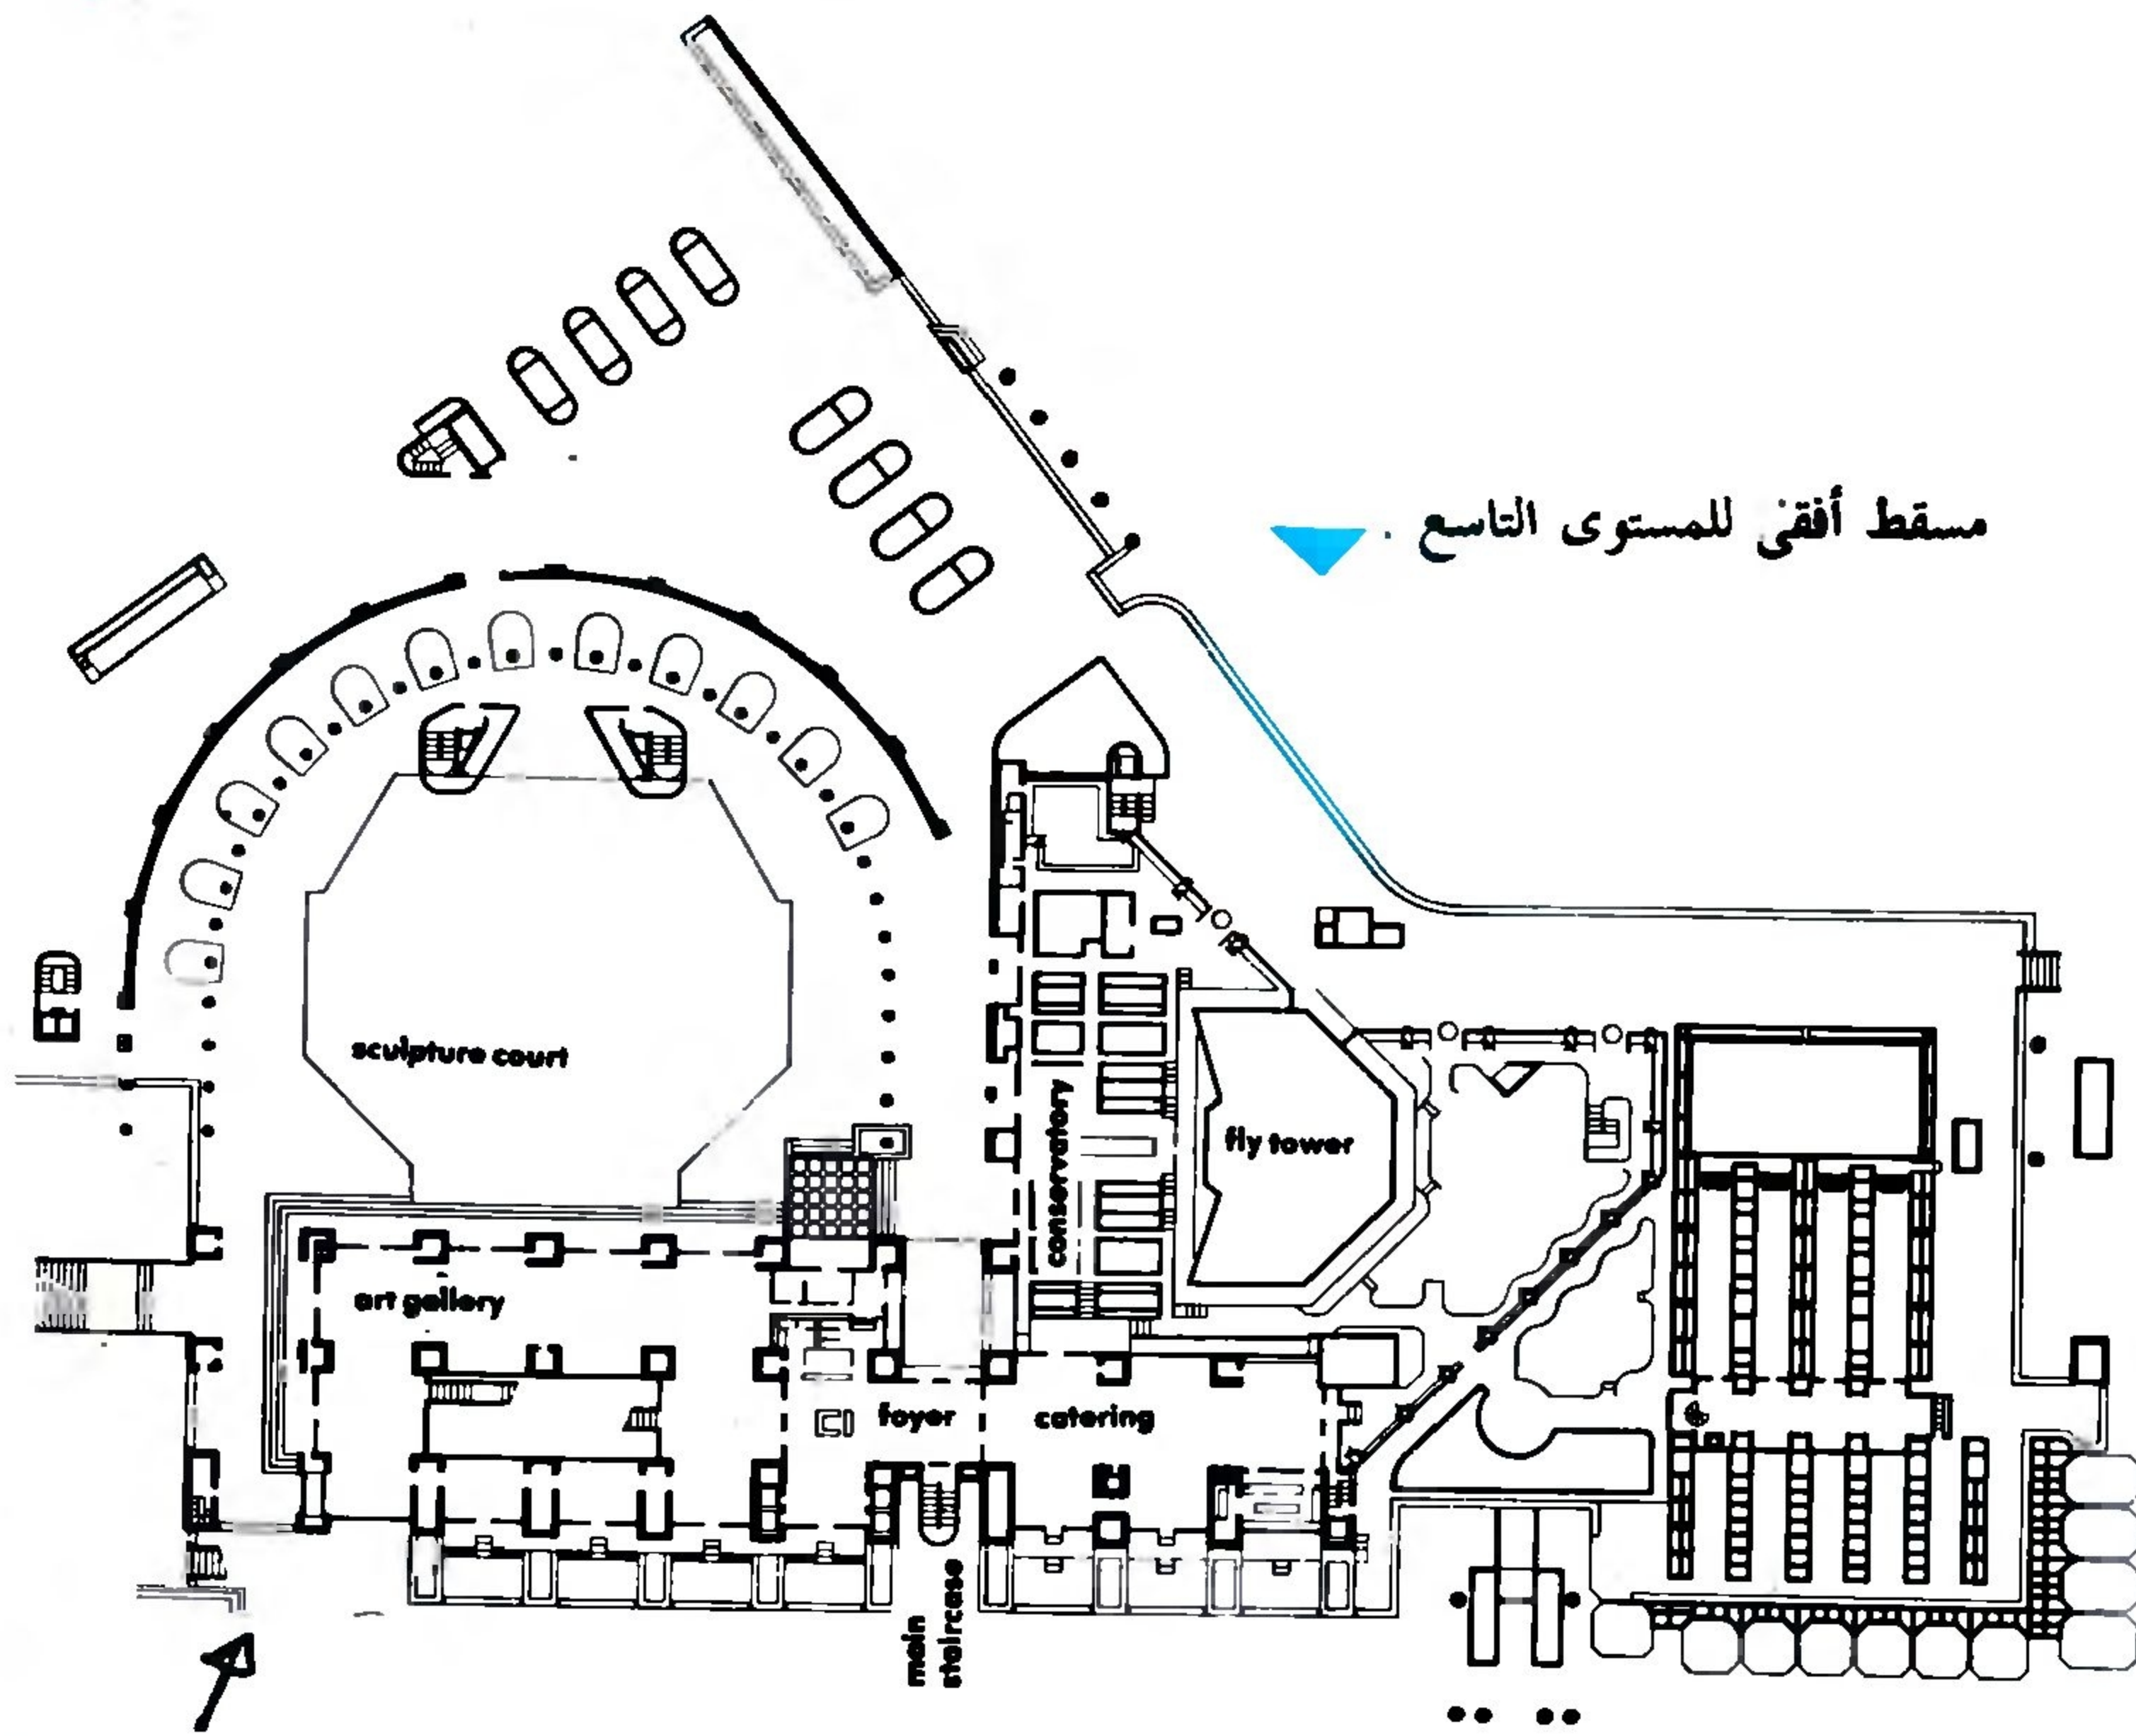 مسقط أفقى للمستوى التاسع .
sculpture court
conservatory
fly tower
art gallery
foyer
catering
main
staircase